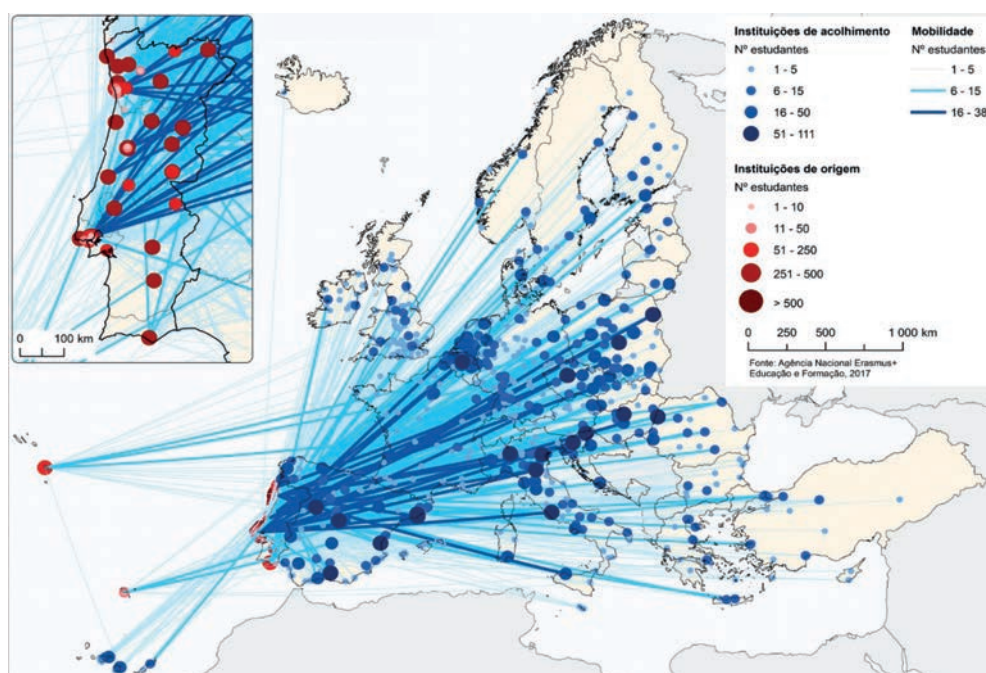 Instituições de acolhimento
Nº estudantes
1 - 5
6 - 15
16 - 50
51 - 111
Mobilidade
Nº estudantes
1 - 5
6 - 15
16 - 38
Instituições de origem
Nº estudantes
1 - 10
11 - 50
51 - 250
251 - 500
> 500
0 250 500 1 000 km
Fonte: Agência Nacional Erasmus+
Educação e Formação, 2017
0 100 km